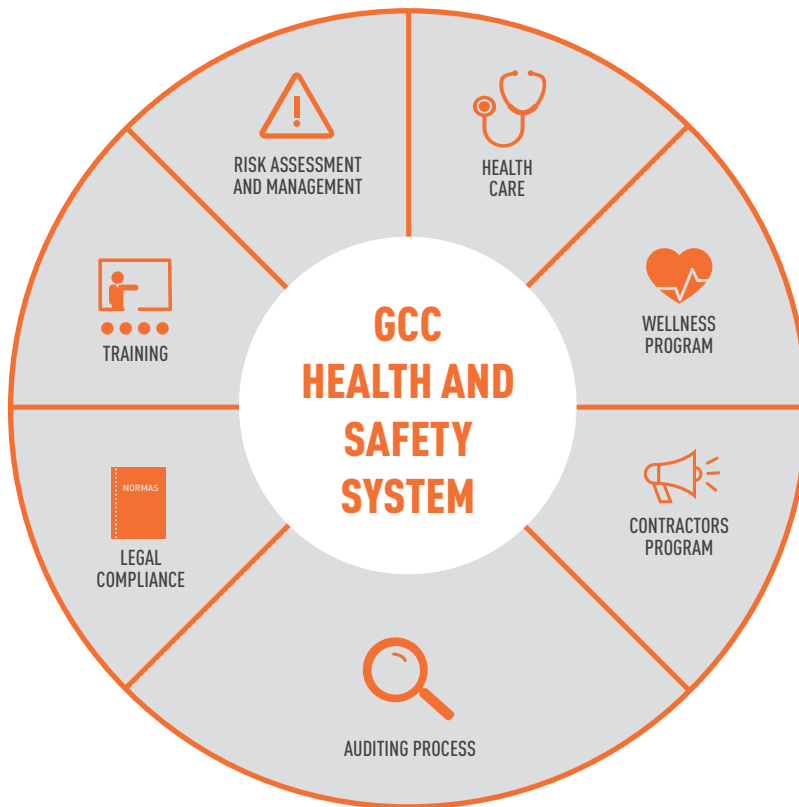 RISK ASSESSMENT
AND MANAGEMENT
HEALTH
CARE
WELLNESS
PROGRAM
CONTRACTORS
PROGRAM
AUDITING PROCESS
NORMAS
LEGAL
COMPLIANCE
TRAINING
GCC
HEALTH AND
SAFETY
SYSTEM